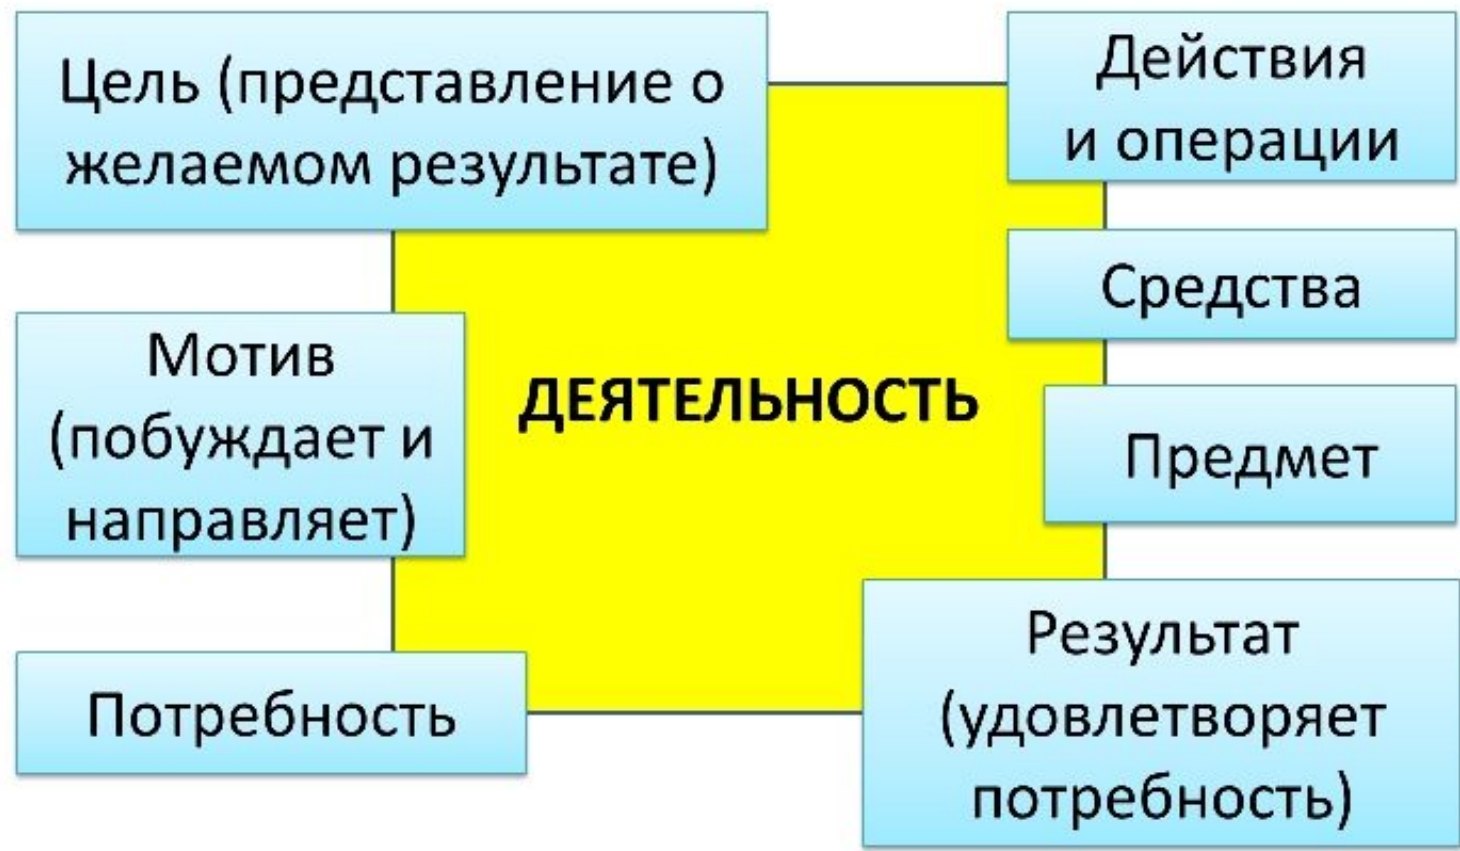 Цель (представление о
желаемом результате)
Мотив
(побуждает и
направляет)
Потребность
ДЕЯТЕЛЬНОСТЬ
Действия
и операции
Средства
Предмет
Результат
(удовлетворяет
потребность)